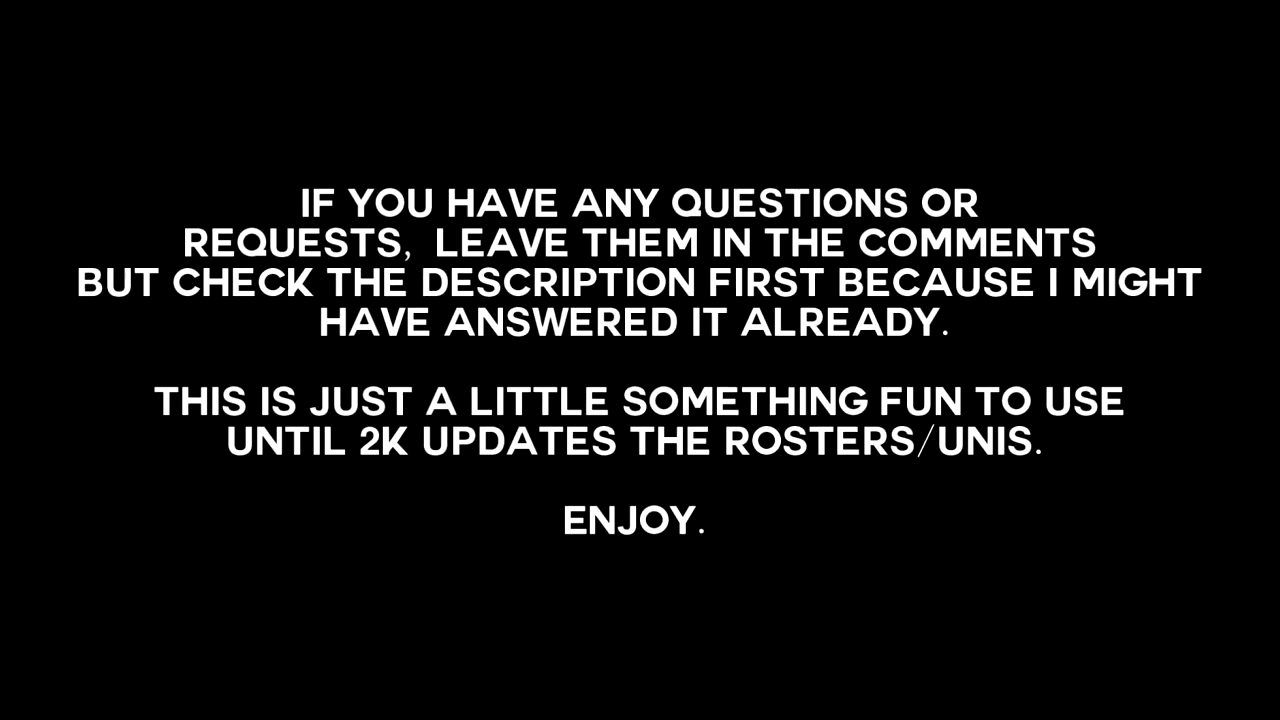 IF YOU HAVE ANY QUESTIONS OR
REQUESTS,  LEAVE THEM IN THE COMMENTS
BUT CHECK THE DESCRIPTION FIRST BECAUSE I MIGHT
HAVE ANSWERED IT ALREADY.
THIS IS JUST A LITTLE SOMETHING FUN TO USE
UNTIL 2K UPDATES THE ROSTERS/UNIS.
ENJOY.